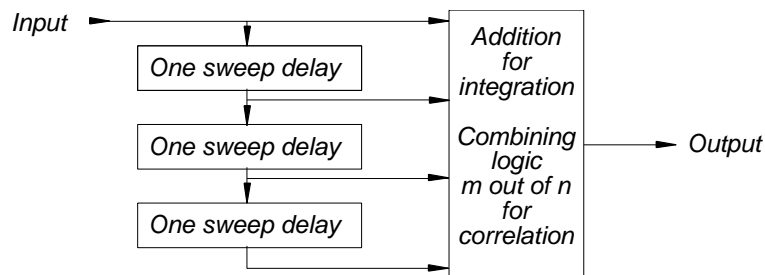 Input
One sweep delay
One sweep delay
One sweep delay
Addition
for
integration
Combining
logic
m out of n
for
correlation
Output